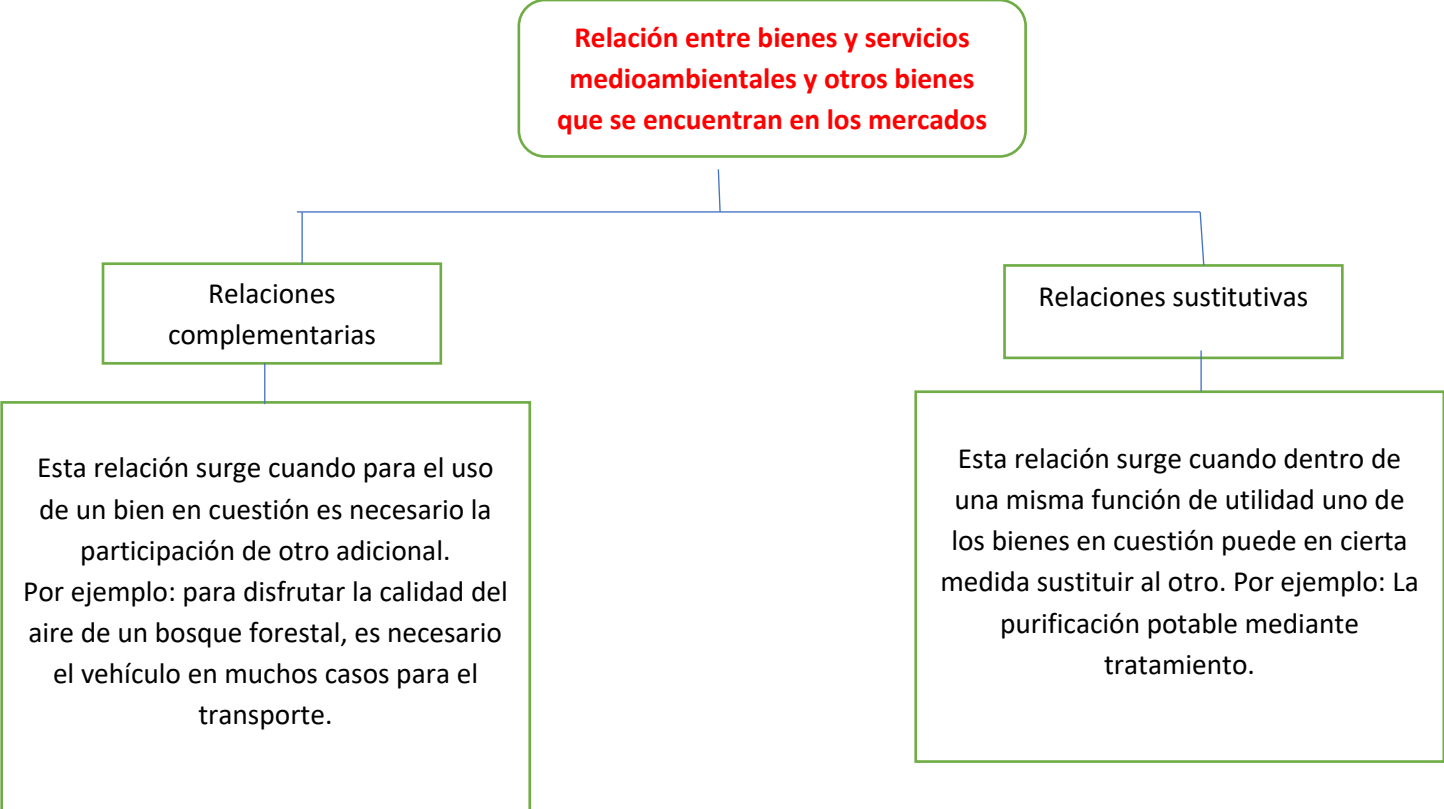 Relación entre bienes y servicios
medioambientales y otros bienes
que se encuentran en los mercados
Relaciones
complementarias
Relaciones sustitutivas
Esta relación surge cuando para el uso
de un bien en cuestión es necesario la
participación de otro adicional.
Por ejemplo: para disfrutar la calidad del
aire de un bosque forestal, es necesario
el vehículo en muchos casos para el
transporte.
Esta relación surge cuando dentro de
una misma función de utilidad uno de
los bienes en cuestión puede en cierta
medida sustituir al otro. Por ejemplo: La
purificación potable mediante
tratamiento.